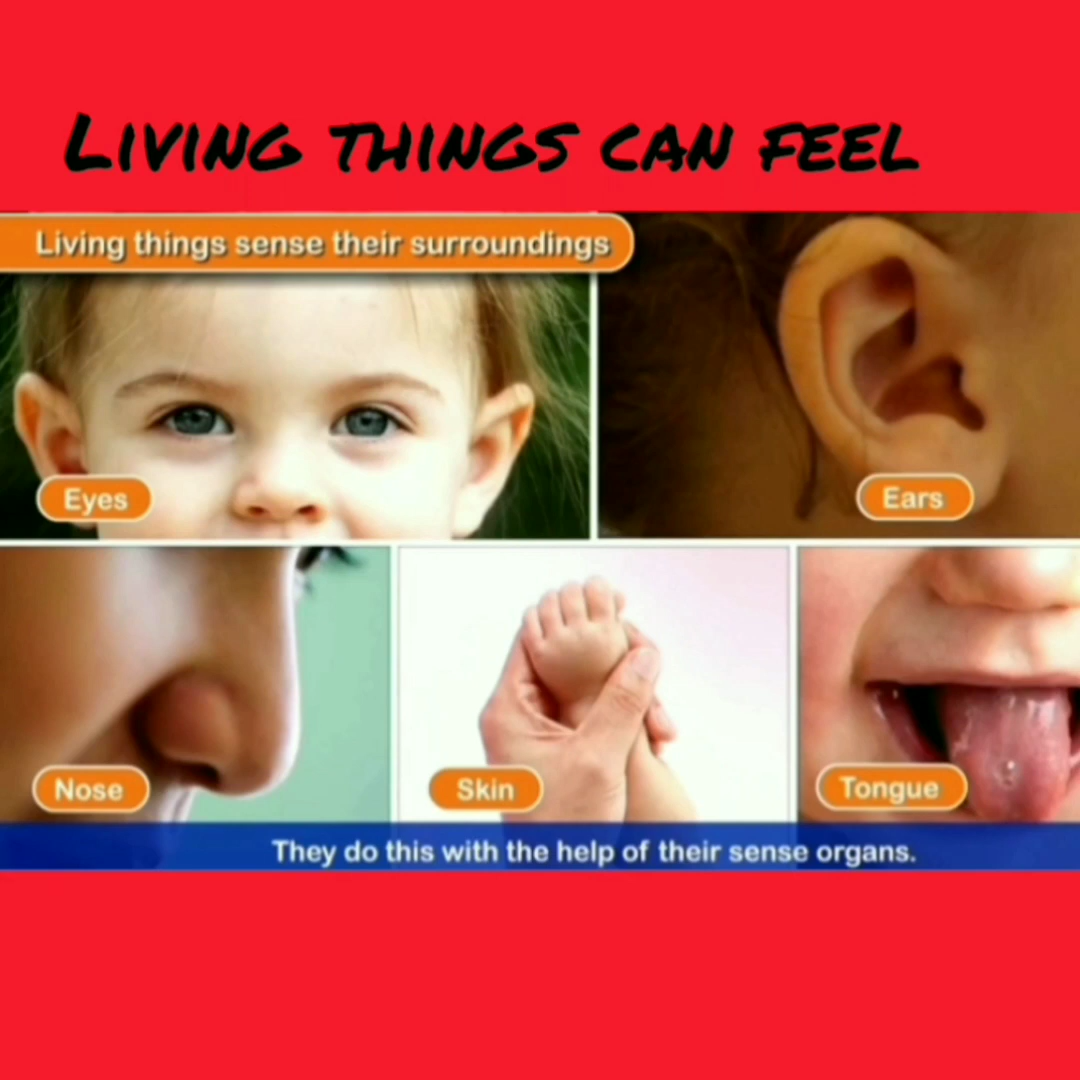 LIVING THINGS CAN FEEL
Living things sense their surroundings
Eyes
Ears
Nose
Skin
Tongue
They do this with the help of their sense organs.